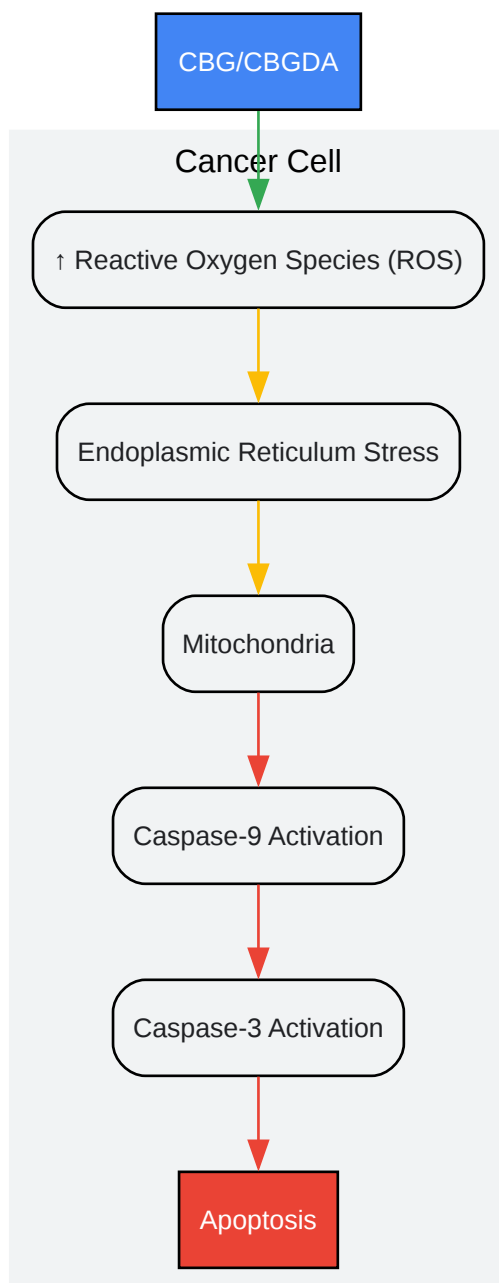 CBG/CBGDA
Cancer Cell
↑ Reactive Oxygen Species (ROS)
Endoplasmic Reticulum Stress
Mitochondria
Caspase-9 Activation
Caspase-3 Activation
Apoptosis